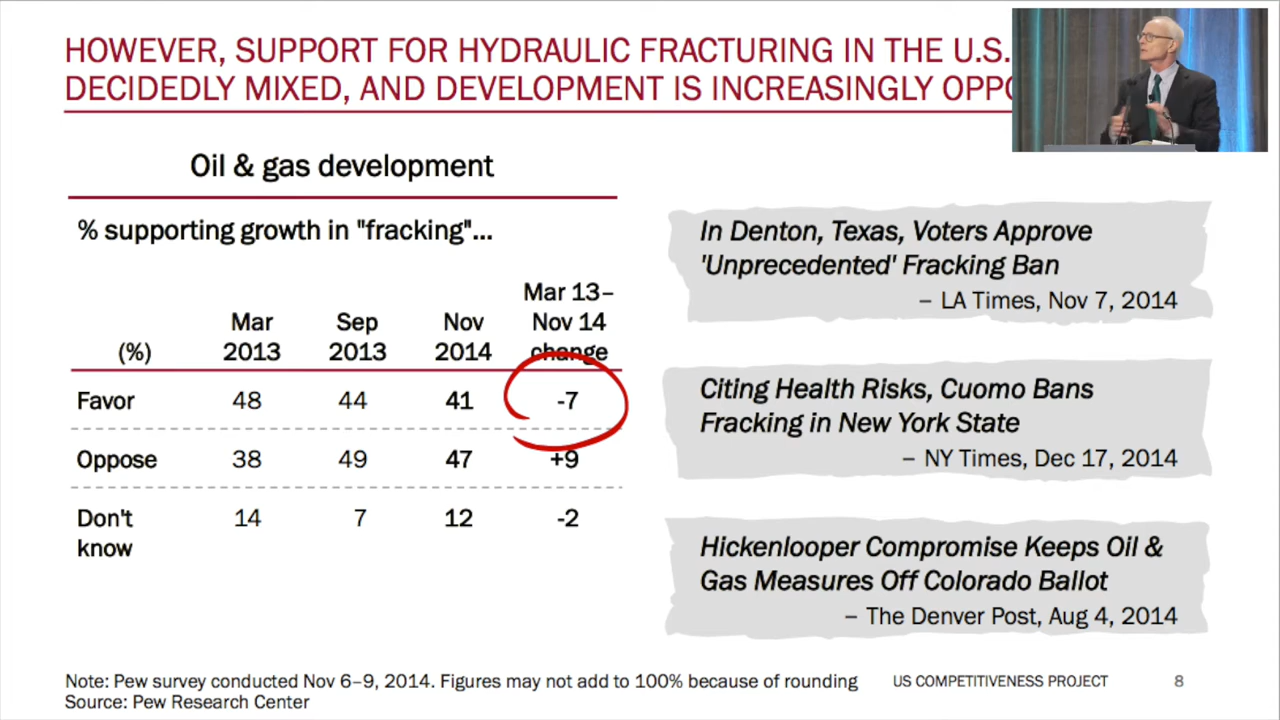 HOWEVER, SUPPORT FOR HYDRAULIC FRACTURING IN THE U.S.
DECIDEDLY MIXED, AND DEVELOPMENT IS INCREASINGLY
Oil & gas development
% supporting growth in "fracking"...
(%) Mar 2013 Sep 2013 Nov 2014 Mar 13–Nov 14 change
Favor 48 44 41 -7
Oppose 38 49 47 +9
Don't know 14 7 12 -2
In Denton, Texas, Voters Approve
'Unprecedented' Fracking Ban
– LA Times, Nov 7, 2014
Citing Health Risks, Cuomo Bans
Fracking in New York State
– NY Times, Dec 17, 2014
Hickenlooper Compromise Keeps Oil &
Gas Measures Off Colorado Ballot
– The Denver Post, Aug 4, 2014
Note: Pew survey conducted Nov 6–9, 2014. Figures may not add to 100% because of rounding
Source: Pew Research Center
US COMPETITIVENESS PROJECT 8